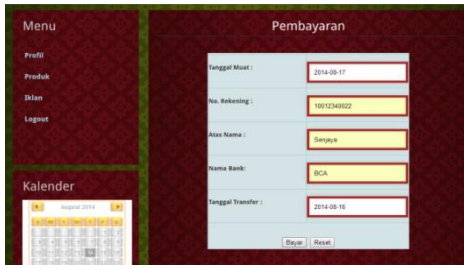 Menu
Profil
Produk
Iklan
Logout
Kalender
August 2014
Pembayaran
Tanggal Muat :
2014-08-17
No. Rekening :
10012340022
Atas Nama :
Senjaya
Nama Bank:
BCA
Tanggal Transfer :
2014-08-16
Bayar Reset